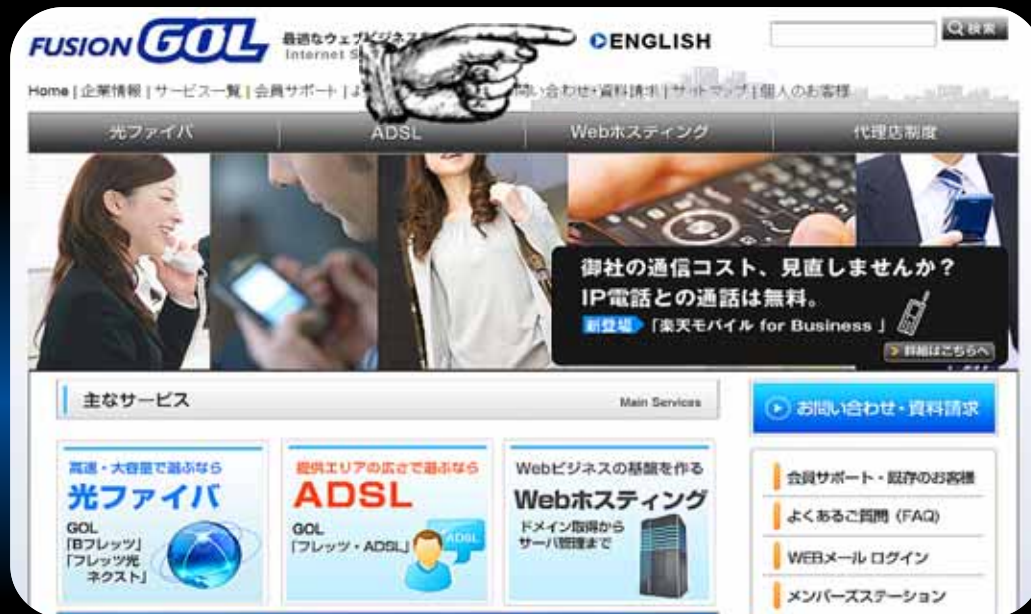 FUSION GOL
最適なウェブビジネス
Internet S
ENGLISH
検索
Home | 企業情報 | サービス一覧 | 会員サポート | よ
問い合わせ・資料請求 | サイトマップ | 個人のお客様
光ファイバ
ADSL
Webホスティング
代理店制度
御社の通信コスト、見直しませんか？
IP電話との通話は無料。
新登場 「楽天モバイル for Business 」
詳細はこちらへ
主なサービス
Main Services
お問い合わせ・資料請求
高速・大容量で選ぶなら
光ファイバ
GOL
「Bフレッツ」
「フレッツ光
ネクスト」
提供エリアの広さで選ぶなら
ADSL
GOL
「フレッツ・ADSL」
ADSL
Webビジネスの基盤を作る
Webホスティング
ドメイン取得から
サーバ管理まで
会員サポート・既存のお客様
よくあるご質問（FAQ）
WEBメール ログイン
メンバーズステーション